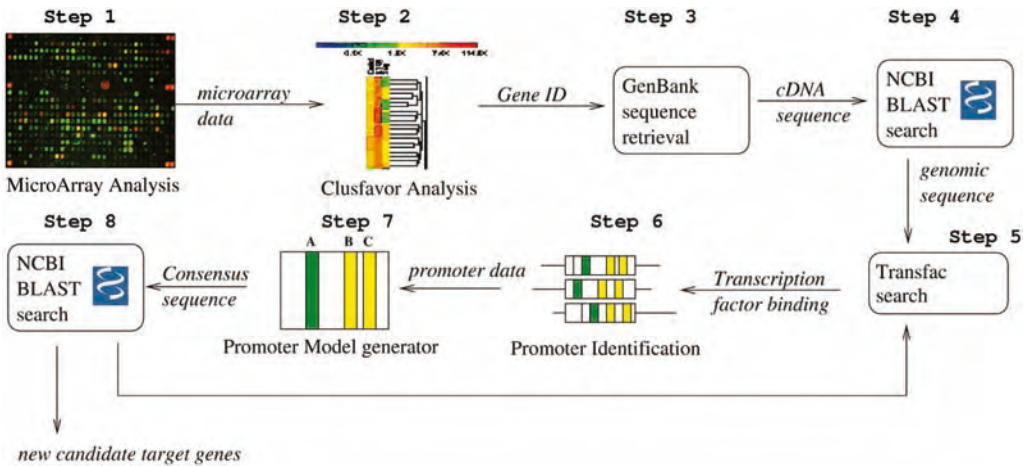 Step 1
Step 2
Step 3
Step 4
microarray
data
Gene ID
GenBank
sequence
retrieval
cDNA
sequence
NCBI
BLAST
search
MicroArray Analysis
Clusfavor Analysis
genomic
sequence
Step 8
Step 7
Step 6
Step 5
A B C
NCBI
BLAST
search
Consensus
sequence
promoter data
Transcription
factor binding
Transfac
search
Promoter Model generator
Promoter Identification
new candidate target genes